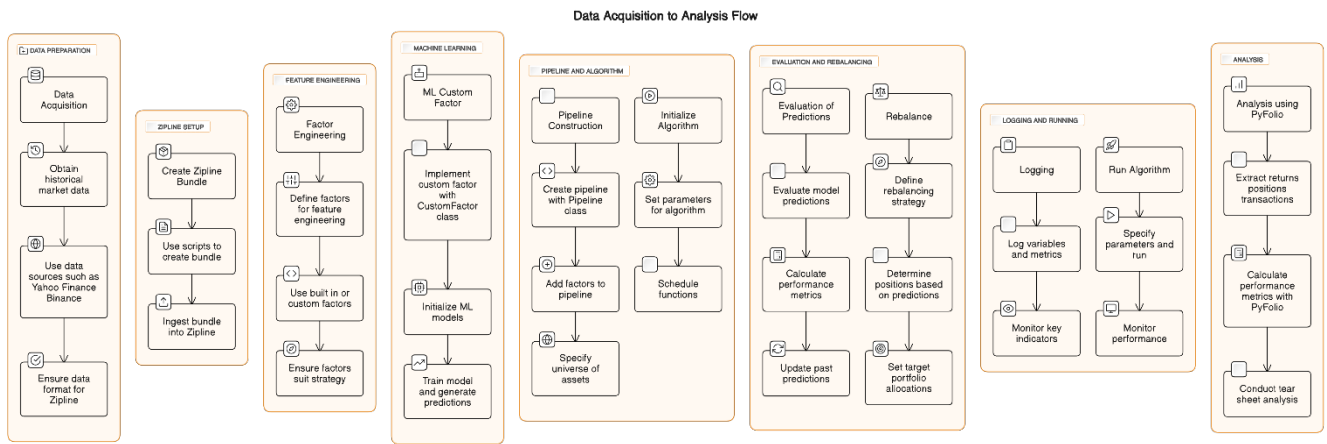 Data Acquisition to Analysis Flow
DATA PREPARATION
Data
Acquisition
Obtain
historical
market data
Use data
sources such as
Yahoo Finance
Binance
Ensure data
format for
Zipline
ZIPLINE SETUP
Create Zipline
Bundle
Use scripts to
create bundle
Ingest bundle
into Zipline
FEATURE ENGINEERING
Factor
Engineering
Define factors
for feature
engineering
Use built in or
custom factors
Ensure factors
suit strategy
MACHINE LEARNING
ML Custom
Factor
Implement
custom factor
with
CustomFactor
class
Initialize ML
models
Train model
and generate
predictions
PIPELINE AND ALGORITHM
Pipeline
Construction
Create pipeline
with Pipeline
class
Add factors to
pipeline
Specify
universe of
assets
Initialize
Algorithm
Set parameters
for algorithm
Schedule
functions
EVALUATION AND REBALANCING
Evaluation of
Predictions
Evaluate model
predictions
Calculate
performance
metrics
Update past
predictions
Rebalance
Define
rebalancing
strategy
Determine
positions based
on predictions
Set target
portfolio
allocations
LOGGING AND RUNNING
Logging
Log variables
and metrics
Monitor key
indicators
Run Algorithm
Specify
parameters and
run
Monitor
performance
ANALYSIS
Analysis using
PyFolio
Extract returns
positions
transactions
Calculate
performance
metrics with
PyFolio
Conduct tear
sheet analysis